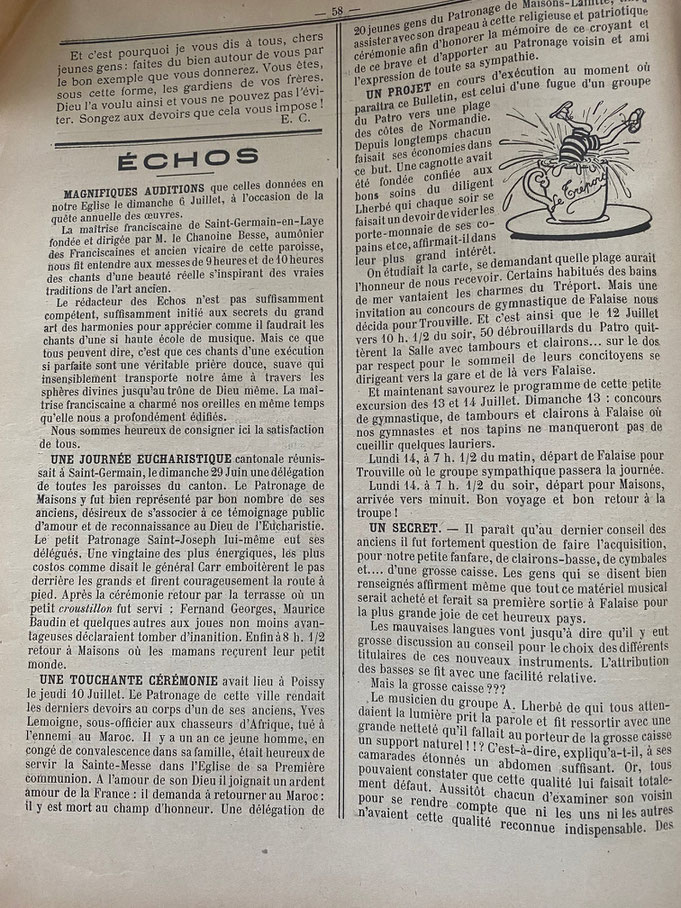 — 58 —
Et c'est pourquoi je vous dis à tous, chers
jeunes gens : faites du bien autour de vous par
le bon exemple que vous donnerez. Vous êtes,
sous cette forme, les gardiens de vos frères.
Dieu l'a voulu ainsi et vous ne pouvez pas l'évi-
ter. Songez aux devoirs que cela vous impose !
E. C.
ÉCHOS
MAGNIFIQUES AUDITIONS que celles données en
notre Eglise le dimanche 6 Juillet, à l'occasion de la
quête annuelle des œuvres.
La maîtrise franciscaine de Saint-Germain-en-Laye
fondée et dirigée par M. le Chanoine Besse, aumônier
des Franciscaines et ancien vicaire de cette paroisse,
nous fit entendre aux messes de 9 heures et de 10 heures
des chants d'une beauté réelle s'inspirant des vraies
traditions de l'art ancien.
Le rédacteur des Echos n'est pas suffisamment
compétent, suffisamment initié aux secrets du grand
art des harmonies pour apprécier comme il faudrait les
chants d'une si haute école de musique. Mais ce que
tous peuvent dire, c'est que ces chants d'une exécution
si parfaite sont une véritable prière douce, suave qui
insensiblement transporte notre âme à travers les
sphères divines jusqu'au trône de Dieu même. La maî-
trise franciscaine a charmé nos oreilles en même temps
qu'elle nous a profondément édifiés.
Nous sommes heureux de consigner ici la satisfaction
de tous.
UNE JOURNÉE EUCHARISTIQUE cantonale réunis-
sait à Saint-Germain, le dimanche 29 Juin une délégation
de toutes les paroisses du canton. Le Patronage de
Maisons y fut bien représenté par bon nombre de ses
anciens, désireux de s'associer à ce témoignage public
d'amour et de reconnaissance au Dieu de l'Eucharistie.
Le petit Patronage Saint-Joseph lui-même eut ses
délégués. Une vingtaine des plus énergiques, les plus
costos comme disait le général Carr emboîtèrent le pas
derrière les grands et firent courageusement la route à
pied. Après la cérémonie retour par la terrasse où un
petit croustillon fut servi : Fernand Georges, Maurice
Baudin et quelques autres aux joues non moins avan-
tageuses déclaraient tomber d'inanition. Enfin à 8 h. 1/2
retour à Maisons où les mamans reçurent leur petit
monde.
UNE TOUCHANTE CÉRÉMONIE avait lieu à Poissy
le jeudi 10 Juillet. Le Patronage de cette ville rendait
les derniers devoirs au corps d'un de ses anciens, Yves
Lemoigne, sous-officier aux chasseurs d'Afrique, tué à
l'ennemi au Maroc. Il y a un an ce jeune homme, en
congé de convalescence dans sa famille, était heureux de
servir la Sainte-Messe dans l'Eglise de sa Première
Communion. A l'amour de son Dieu il joignait un ardent
amour de la France : il demanda à retourner au Maroc :
il y est mort au champ d'honneur. Une délégation de
20 jeunes gens du Patronage de Maisons-Laffitte,
assister avec son drapeau à cette religieuse et patriotique
cérémonie afin d'honorer la mémoire de ce croyant et
de ce brave et d'apporter au Patronage voisin et ami
l'expression de toute sa sympathie.
UN PROJET en cours d'exécution au moment où
paraîtra ce Bulletin, est celui d'une fugue d'un groupe
du Patro vers une plage
des côtes de Normandie.
Depuis longtemps chacun
faisait ses économies dans
ce but. Une cagnotte avait
été fondée confiée aux
bons soins du diligent
Lherbé qui chaque soir se
faisait un devoir de vider les
porte-monnaie de ses co-
pains et ce, affirmait-il dans
leur plus grand intérêt.
Le Tréport
On étudiait la carte, se demandant quelle plage aurait
l'honneur de nous recevoir. Certains habitués des bains
de mer vantaient les charmes du Tréport. Mais une
invitation au concours de gymnastique de Falaise nous
décida pour Trouville. Et c'est ainsi que le 12 Juillet
vers 10 h. 1/2 du soir, 50 débrouillards du Patro quit-
tèrent la Salle avec tambours et clairons... sur le dos
par respect pour le sommeil de leurs concitoyens se
dirigeant vers la gare et de là vers Falaise.
Et maintenant savourez le programme de cette petite
excursion des 13 et 14 Juillet. Dimanche 13 : concours
de gymnastique, de tambours et clairons à Falaise où
nos gymnastes et nos tapins ne manqueront pas de
cueillir quelques lauriers.
Lundi 14, à 7 h. 1/2 du matin, départ de Falaise pour
Trouville où le groupe sympathique passera la journée.
Lundi 14. à 7 h. 1/2 du soir, départ pour Maisons,
arrivée vers minuit. Bon voyage et bon retour à la
troupe !
UN SECRET. — Il paraît qu'au dernier conseil des
anciens il fut fortement question de faire l'acquisition,
pour notre petite fanfare, de clairons-basse, de cymbales
et.... d'une grosse caisse. Les gens qui se disent bien
renseignés affirment même que tout ce matériel musical
serait acheté et ferait sa première sortie à Falaise pour
la plus grande joie de cet heureux pays.
Les mauvaises langues vont jusqu'à dire qu'il y eut
grosse discussion au conseil pour le choix des différents
titulaires de ces nouveaux instruments. L'attribution
des basses se fit avec une facilité relative.
Mais la grosse caisse ???
Le musicien du groupe A. Lherbé de qui tous atten-
daient la lumière prit la parole et fit ressortir avec une
grande netteté qu'il fallait au porteur de la grosse caisse
un support naturel !!! ? C'est-à-dire, expliqu'a-t-il, à ses
camarades étonnés un abdomen suffisant. Or, tous
pouvaient constater que cette qualité lui faisait totale-
ment défaut. Aussitôt chacun d'examiner son voisin
pour se rendre compte que ni les uns ni les autres
n'avaient cette qualité reconnue indispensable. Des